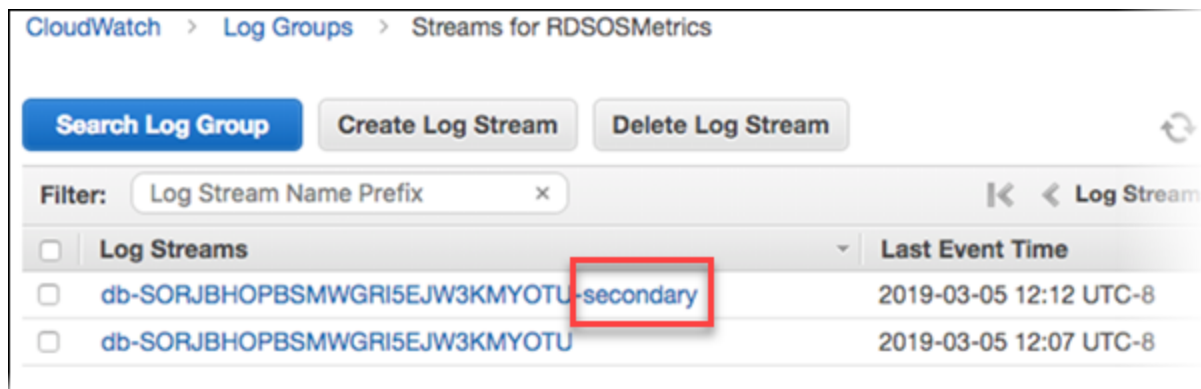 CloudWatch > Log Groups > Streams for RDSOSMetrics
Search Log Group Create Log Stream Delete Log Stream
Filter: Log Stream Name Prefix × Log Stream
Log Streams Last Event Time
db-SORJBHOPBSMWGRI5EJW3KMYOTU-secondary 2019-03-05 12:12 UTC-8
db-SORJBHOPBSMWGRI5EJW3KMYOTU 2019-03-05 12:07 UTC-8